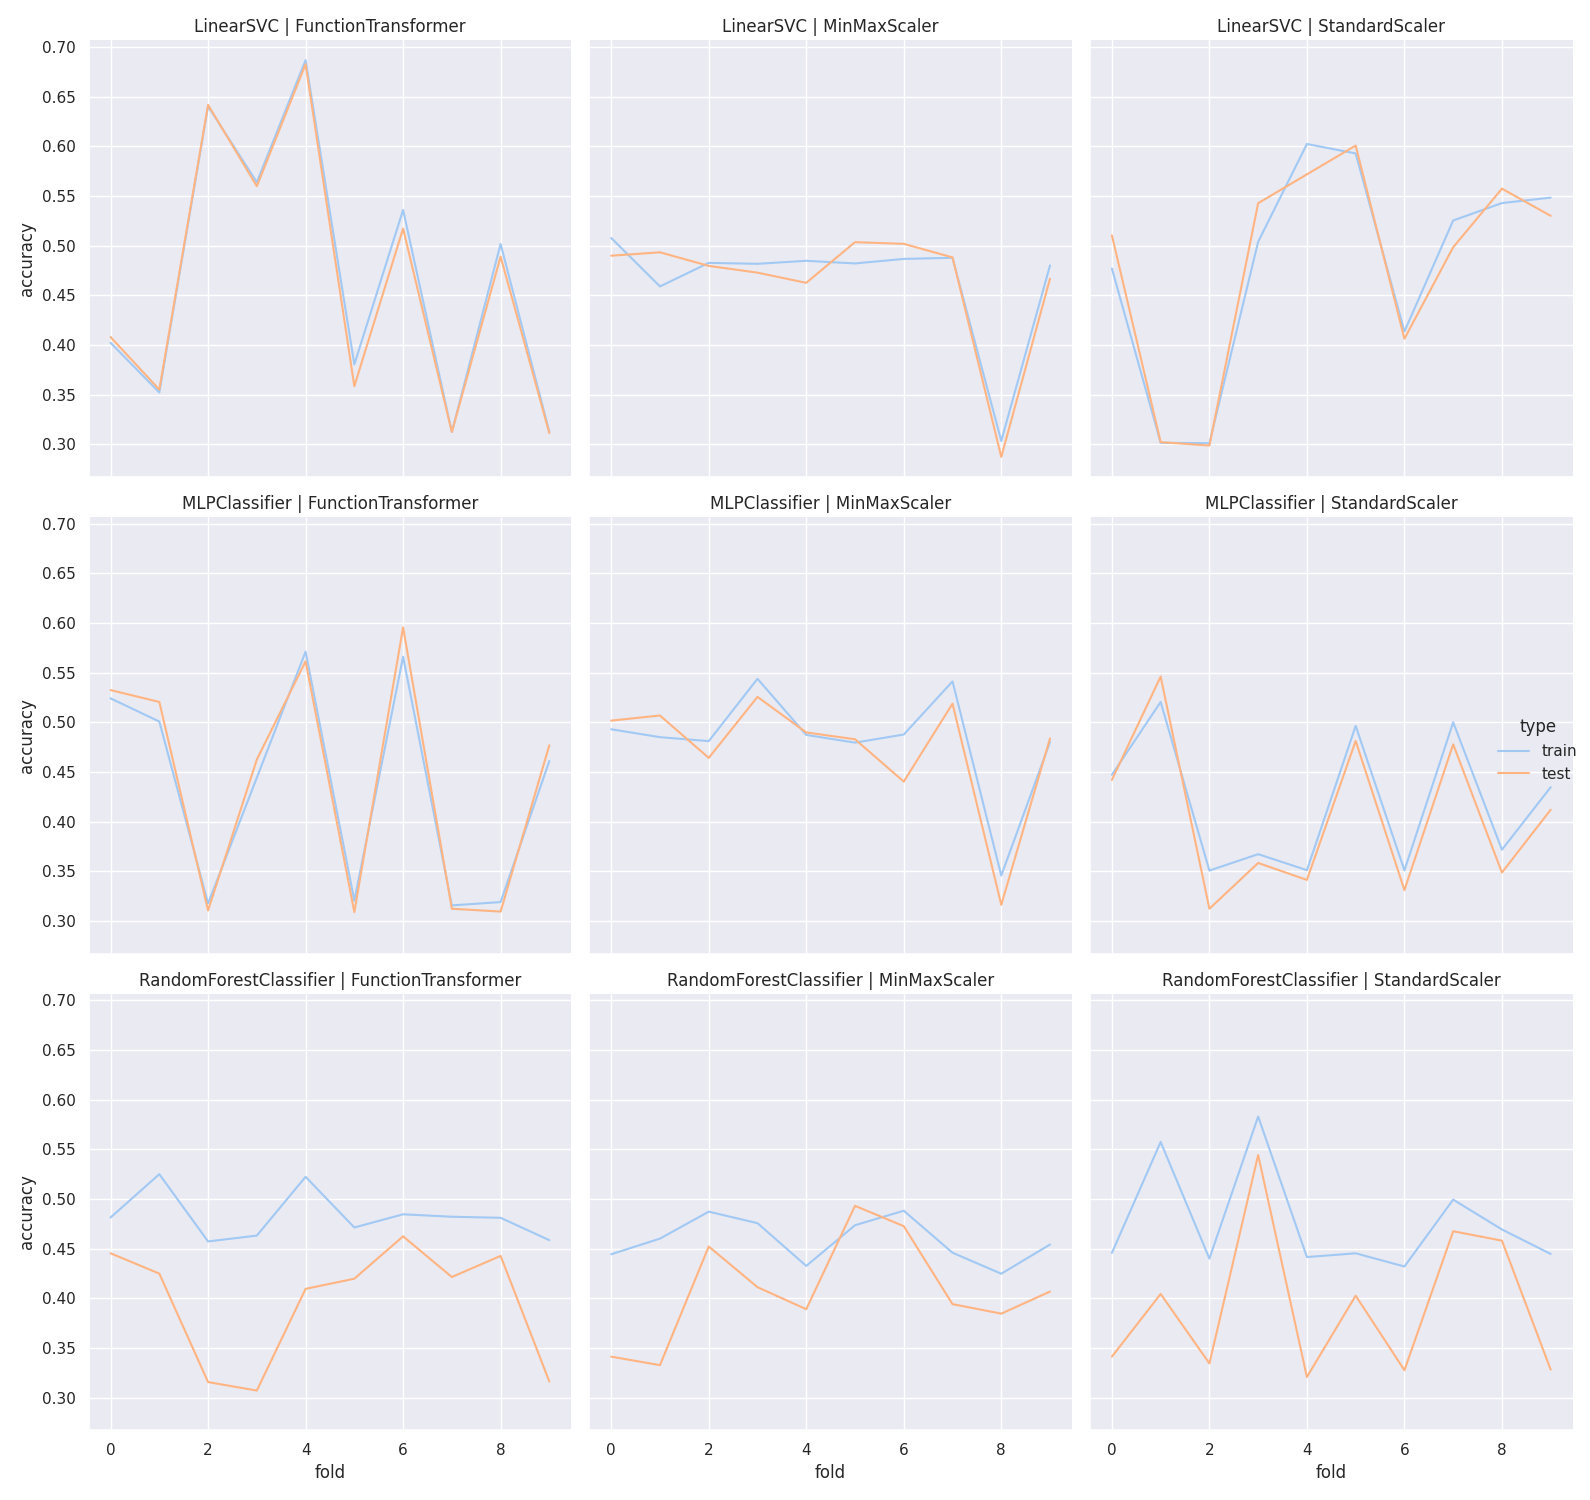 LinearSVC | FunctionTransformer
LinearSVC | MinMaxScaler
LinearSVC | StandardScaler
0.70
0.65
0.60
0.55
0.50
0.45
0.40
0.35
0.30
accuracy
MLPClassifier | FunctionTransformer
MLPClassifier | MinMaxScaler
MLPClassifier | StandardScaler
0.70
0.65
0.60
0.55
0.50
0.45
0.40
0.35
0.30
accuracy
type
train
test
RandomForestClassifier | FunctionTransformer
RandomForestClassifier | MinMaxScaler
RandomForestClassifier | StandardScaler
0.70
0.65
0.60
0.55
0.50
0.45
0.40
0.35
0.30
accuracy
0 2 4 6 8
0 2 4 6 8
0 2 4 6 8
fold
fold
fold